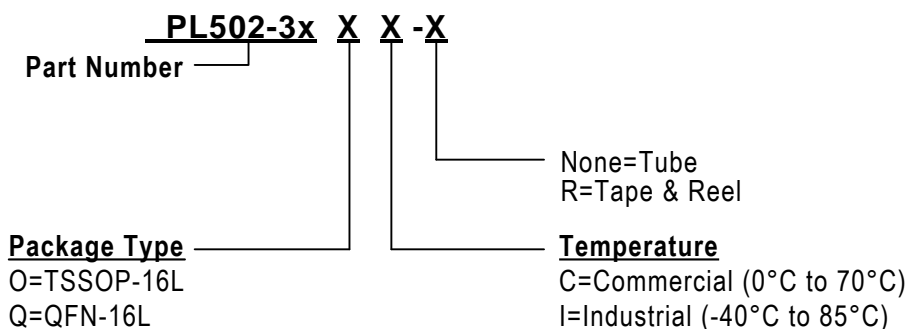 PL502-3x X X -X
Part Number
None=Tube
R=Tape & Reel
Package Type
O=TSSOP-16L
Q=QFN-16L
Temperature
C=Commercial (0°C to 70°C)
I=Industrial (-40°C to 85°C)